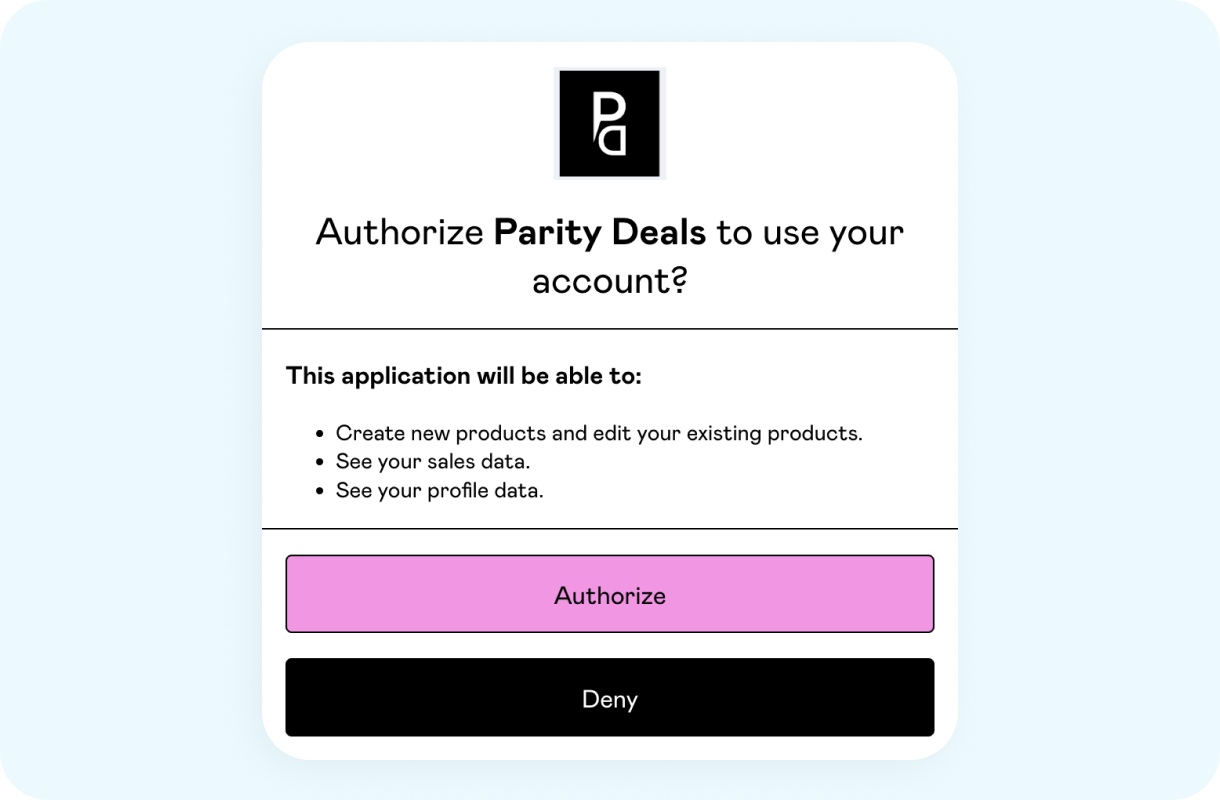 PD
Authorize Parity Deals to use your
account?
This application will be able to:
• Create new products and edit your existing products.
• See your sales data.
• See your profile data.
Authorize
Deny